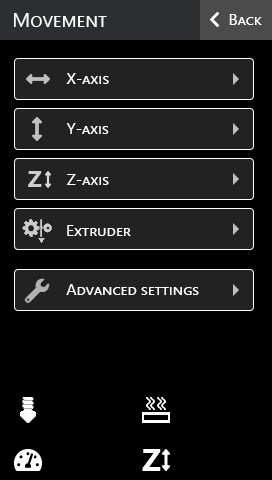 Movement
Back
X-axis
Y-axis
Z Z-axis
Extruder
Advanced settings
Z